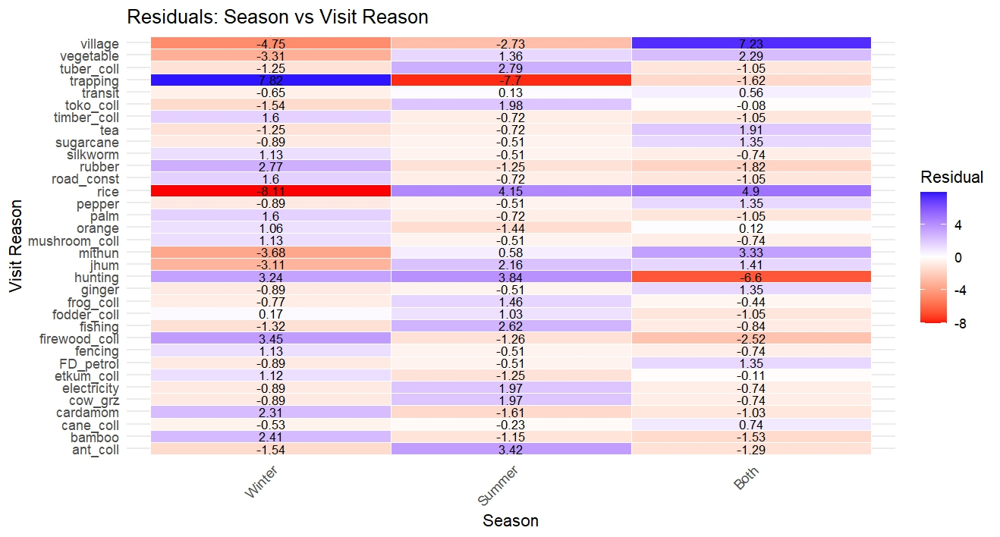 Residuals: Season vs Visit Reason
village -4.75 -2.73 7.23
vegetable -3.31 1.36 2.29
tuber_coll -1.25 2.79 -1.05
trapping 7.82 -7.7 -1.62
transit -0.65 0.13 0.56
toko_coll -1.54 1.98 -0.08
timber_coll 1.6 -0.72 -1.05
tea -1.25 -0.72 1.91
sugarcane -0.89 -0.51 1.35
silkworm 1.13 -0.51 -0.74
rubber 2.77 -1.25 -1.82
road_const 1.6 -0.72 -1.05
rice -8.11 4.15 4.9
pepper -0.89 -0.51 1.35
palm 1.6 -0.72 -1.05
orange 1.06 -1.44 0.12
mushroom_coll 1.13 -0.51 -0.74
mithun -3.68 0.58 3.33
jhum -3.11 2.16 1.41
hunting 3.24 3.84 -6.6
ginger -0.89 -0.51 1.35
frog_coll -0.77 1.46 -0.44
fodder_coll 0.17 1.03 -1.05
fishing -1.32 2.62 -0.84
firewood_coll 3.45 -1.26 -2.52
fencing 1.13 -0.51 -0.74
FD_petrol -0.89 -0.51 1.35
etkum_coll 1.12 -1.25 -0.11
electricity -0.89 1.97 -0.74
cow_grz -0.89 1.97 -0.74
cardamom 2.31 -1.61 -1.03
cane_coll -0.53 -0.23 0.74
bamboo 2.41 -1.15 -1.53
ant_coll -1.54 3.42 -1.29
Winter Summer Both
Season
Visit Reason
Residual
4
0
-4
-8